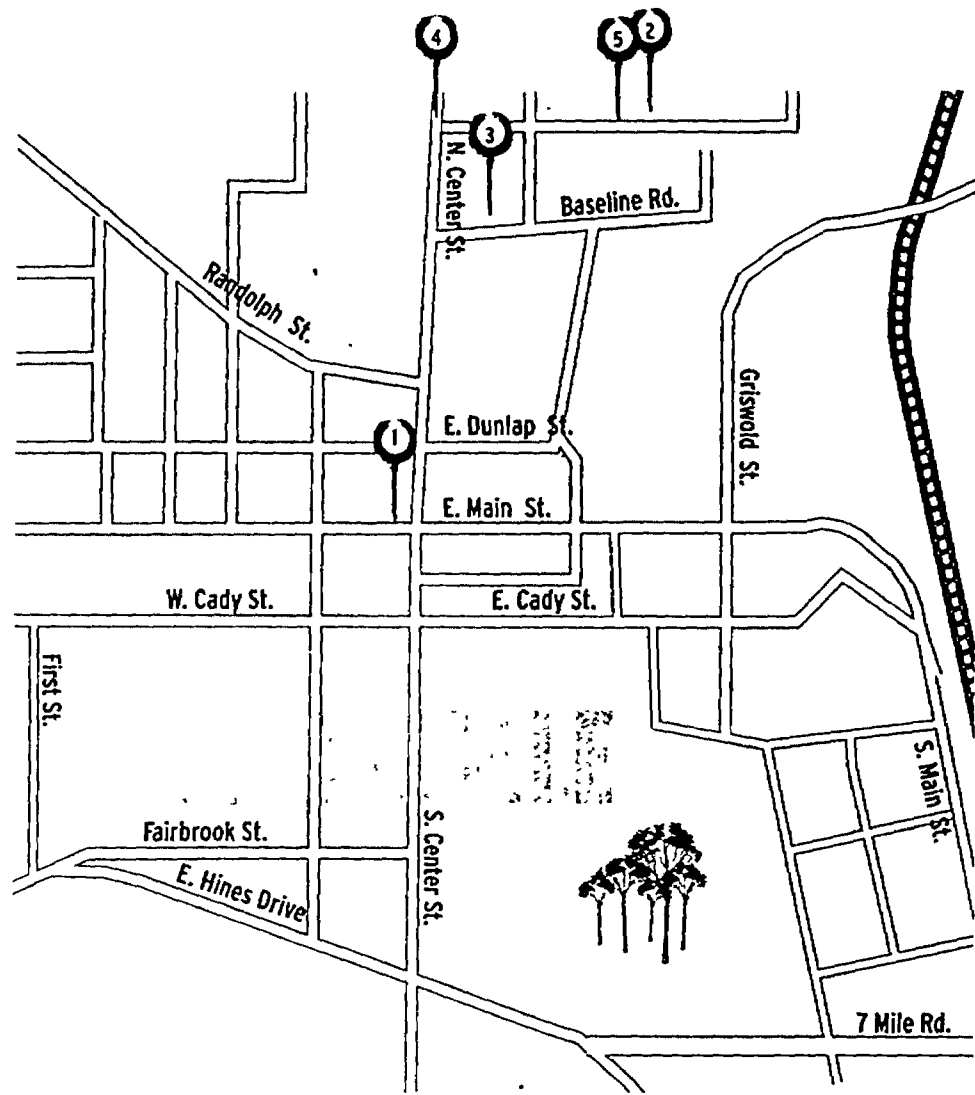 4
5
2
3
N. Center St.
Baseline Rd.
Randolph St.
Griswold St.
1
E. Dunlap St.
E. Main St.
W. Cady St.
E. Cady St.
First St.
S. Main St.
Fairbrook St.
S. Center St.
E. Hines Drive
7 Mile Rd.